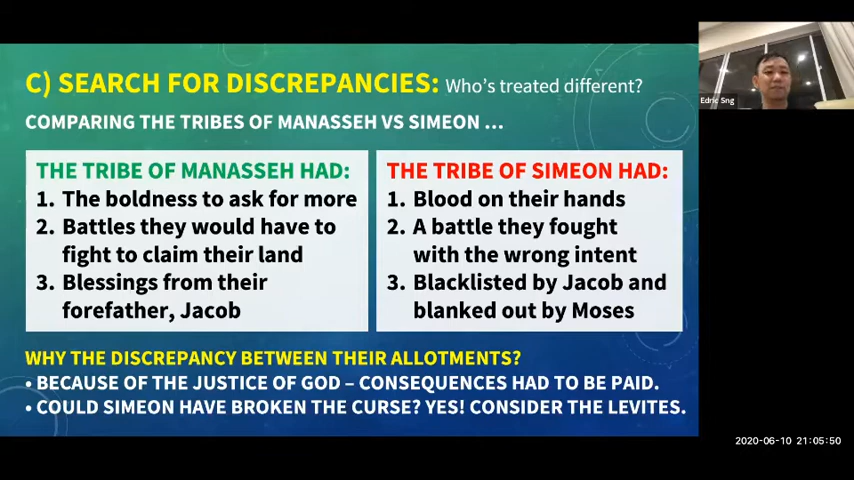 C) SEARCH FOR DISCREPANCIES: Who's treated different?
COMPARING THE TRIBES OF MANASSEH VS SIMEON ...
THE TRIBE OF MANASSEH HAD:
1. The boldness to ask for more
2. Battles they would have to
fight to claim their land
3. Blessings from their
forefather, Jacob
THE TRIBE OF SIMEON HAD:
1. Blood on their hands
2. A battle they fought
with the wrong intent
3. Blacklisted by Jacob and
blanked out by Moses
WHY THE DISCREPANCY BETWEEN THEIR ALLOTMENTS?
• BECAUSE OF THE JUSTICE OF GOD – CONSEQUENCES HAD TO BE PAID.
• COULD SIMEON HAVE BROKEN THE CURSE? YES! CONSIDER THE LEVITES.
Edric Sng
2020-06-10 21:05:50